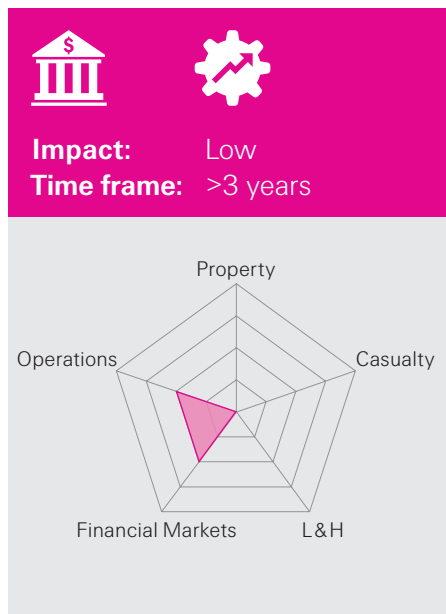 $
Impact: Low
Time frame: >3 years
Property
Operations
Casualty
Financial Markets
L&H